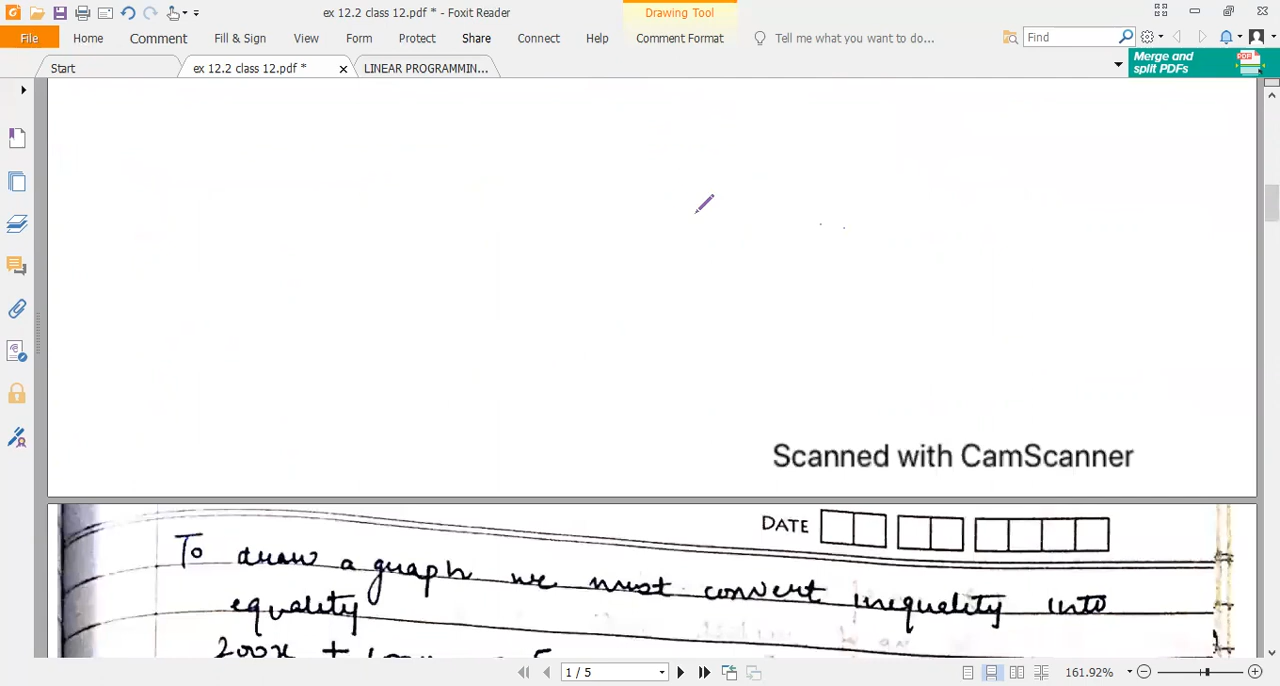 ex 12.2 class 12.pdf * - Foxit Reader
Drawing Tool
File Home Comment Fill & Sign View Form Protect Share Connect Help Comment Format Tell me what you want to do... Find
Start ex 12.2 class 12.pdf * LINEAR PROGRAMMIN...
Merge and
split PDFs
Scanned with CamScanner
DATE
To draw a graph we must convert inequality into
equality
200x +
1 / 5
161.92%